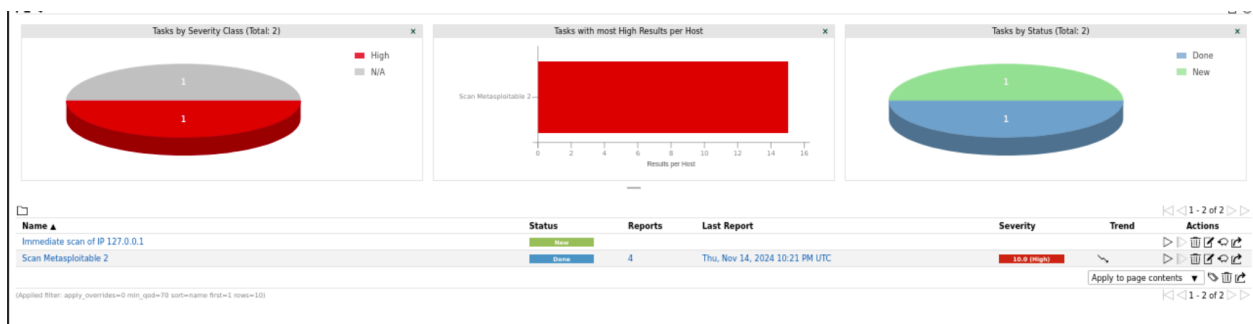 Tasks by Severity Class (Total: 2) ×
High
N/A
1
1
Tasks with most High Results per Host ×
Scan Metasploitable 2
0 2 4 6 8 10 12 14 16
Results per Host
Tasks by Status (Total: 2) ×
Done
New
1
1
1 - 2 of 2
Name ▲ Status Reports Last Report Severity Trend Actions
Immediate scan of IP 127.0.0.1 New
Scan Metasploitable 2 Done 4 Thu, Nov 14, 2024 10:21 PM UTC 10.0 (High)
Apply to page contents ▼
(Applied filter: apply_overrides=0 min_qod=70 sort=name first=1 rows=10) 1 - 2 of 2